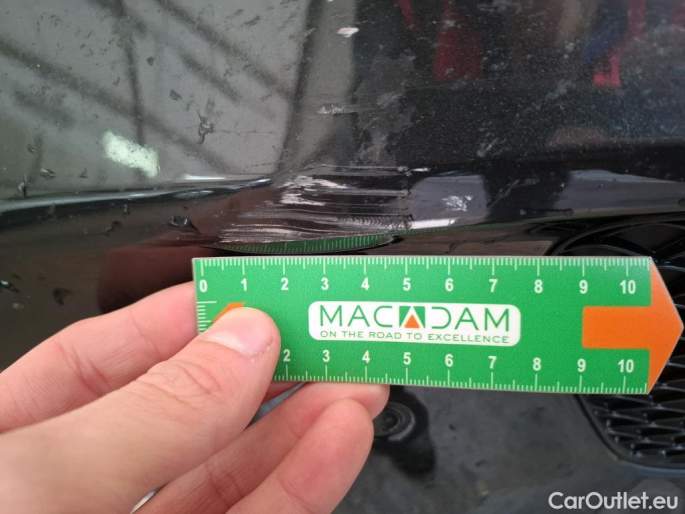 0 1 2 3 4 5 6 7 8 9 10
MACADAM
ON THE ROAD TO EXCELLENCE
2 3 4 5 6 7 8 9 10
CarOutlet.eu